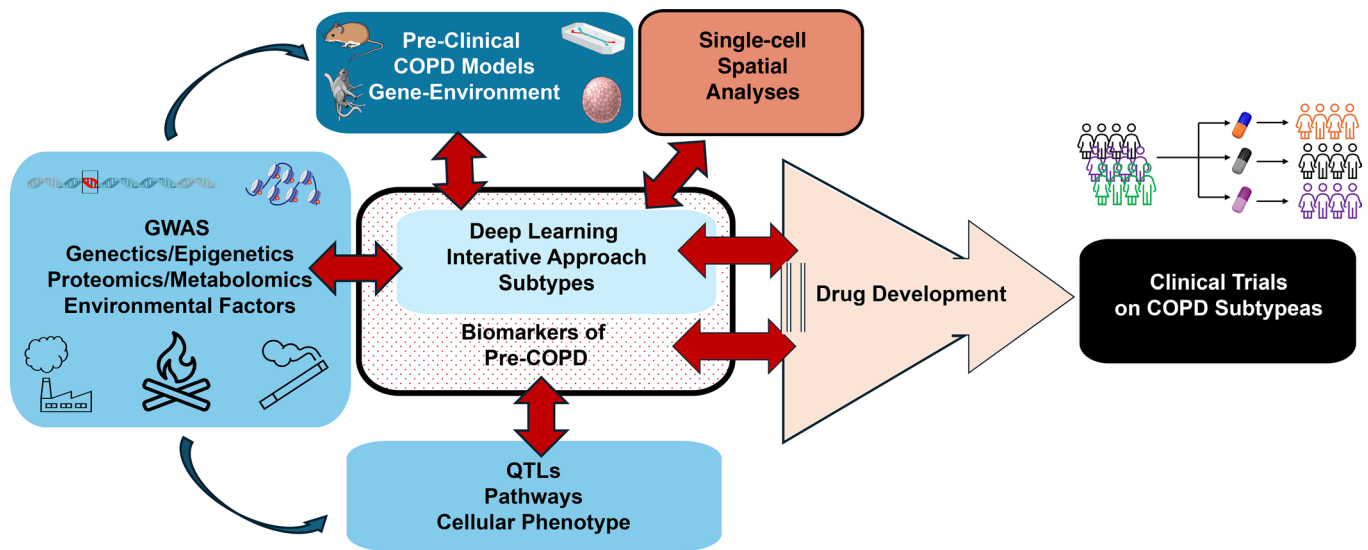 Pre-Clinical
COPD Models
Gene-Environment
Single-cell
Spatial
Analyses
GWAS
Genectics/Epigenetics
Proteomics/Metabolomics
Environmental Factors
Deep Learning
Interative Approach
Subtypes
Biomarkers of
Pre-COPD
Drug Development
Clinical Trials
on COPD Subtypeas
QTLs
Pathways
Cellular Phenotype